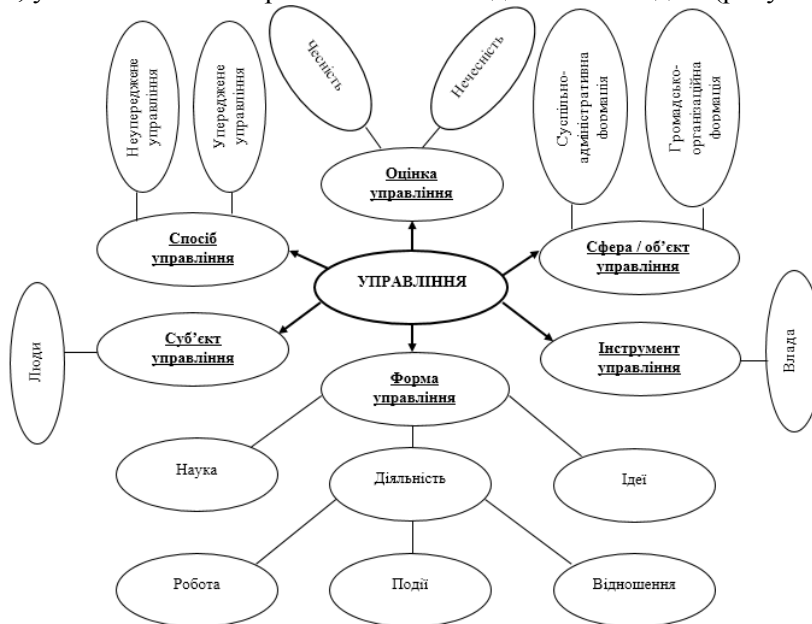 Неупереджене
управління
Упереджене
управління
Чесність
Нечесність
Суспільно-
адміністративна
формація
Громадсько-
організаційна
формація
Оцінка
управління
Спосіб
управління
Сфера / об’єкт
управління
УПРАВЛІННЯ
Суб’єкт
управління
Інструмент
управління
Люди
Влада
Форма
управління
Наука
Діяльність
Ідеї
Робота
Події
Відношення